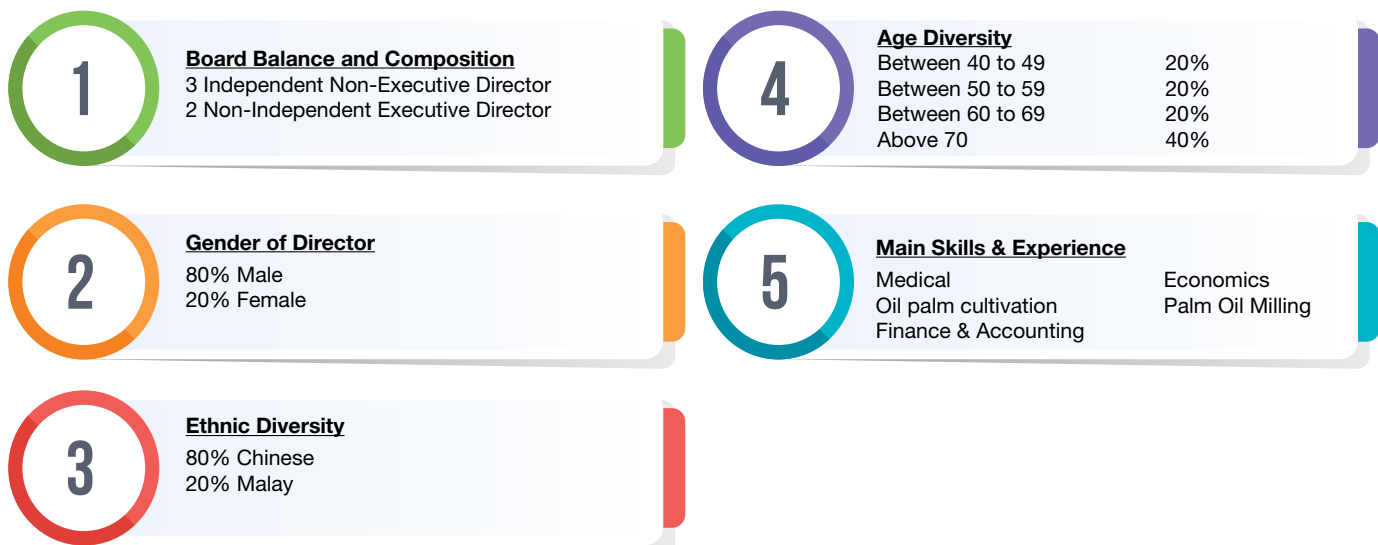 1
Board Balance and Composition
3 Independent Non-Executive Director
2 Non-Independent Executive Director
2
Gender of Director
80% Male
20% Female
3
Ethnic Diversity
80% Chinese
20% Malay
4
Age Diversity
Between 40 to 49 20%
Between 50 to 59 20%
Between 60 to 69 20%
Above 70 40%
5
Main Skills & Experience
Medical Economics
Oil palm cultivation Palm Oil Milling
Finance & Accounting